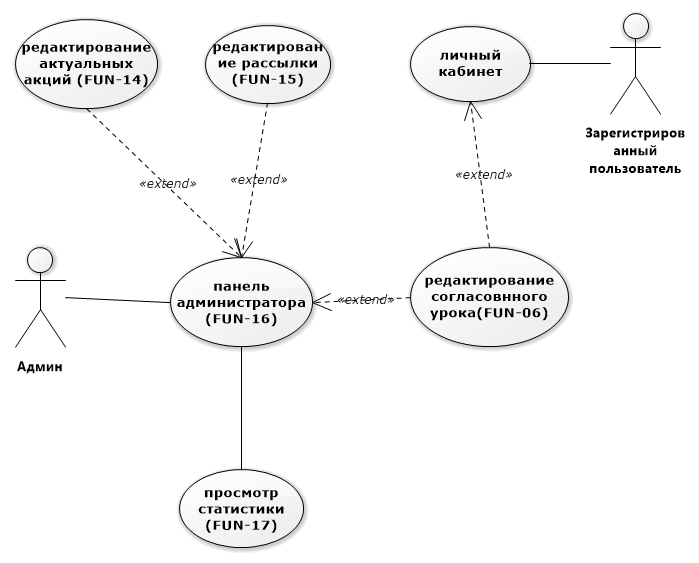 редактирование
актуальных
акций (FUN-14)
редактирован
ие рассылки
(FUN-15)
личный
кабинет
Зарегистриров
анный
пользователь
«extend»
«extend»
«extend»
панель
администратора
(FUN-16)
«extend»
редактирование
согласовнного
урока(FUN-06)
Админ
просмотр
статистики
(FUN-17)